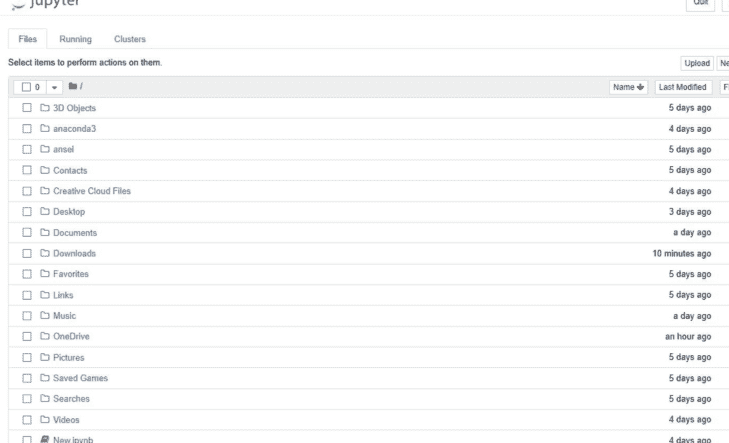 jupyter
Quit
Files Running Clusters
Select items to perform actions on them.
Upload
0 / Name Last Modified
3D Objects 5 days ago
anaconda3 4 days ago
ansel 5 days ago
Contacts 5 days ago
Creative Cloud Files 4 days ago
Desktop 3 days ago
Documents a day ago
Downloads 10 minutes ago
Favorites 5 days ago
Links 5 days ago
Music a day ago
OneDrive an hour ago
Pictures 5 days ago
Saved Games 5 days ago
Searches 5 days ago
Videos 4 days ago
New.ipynb 4 days ago